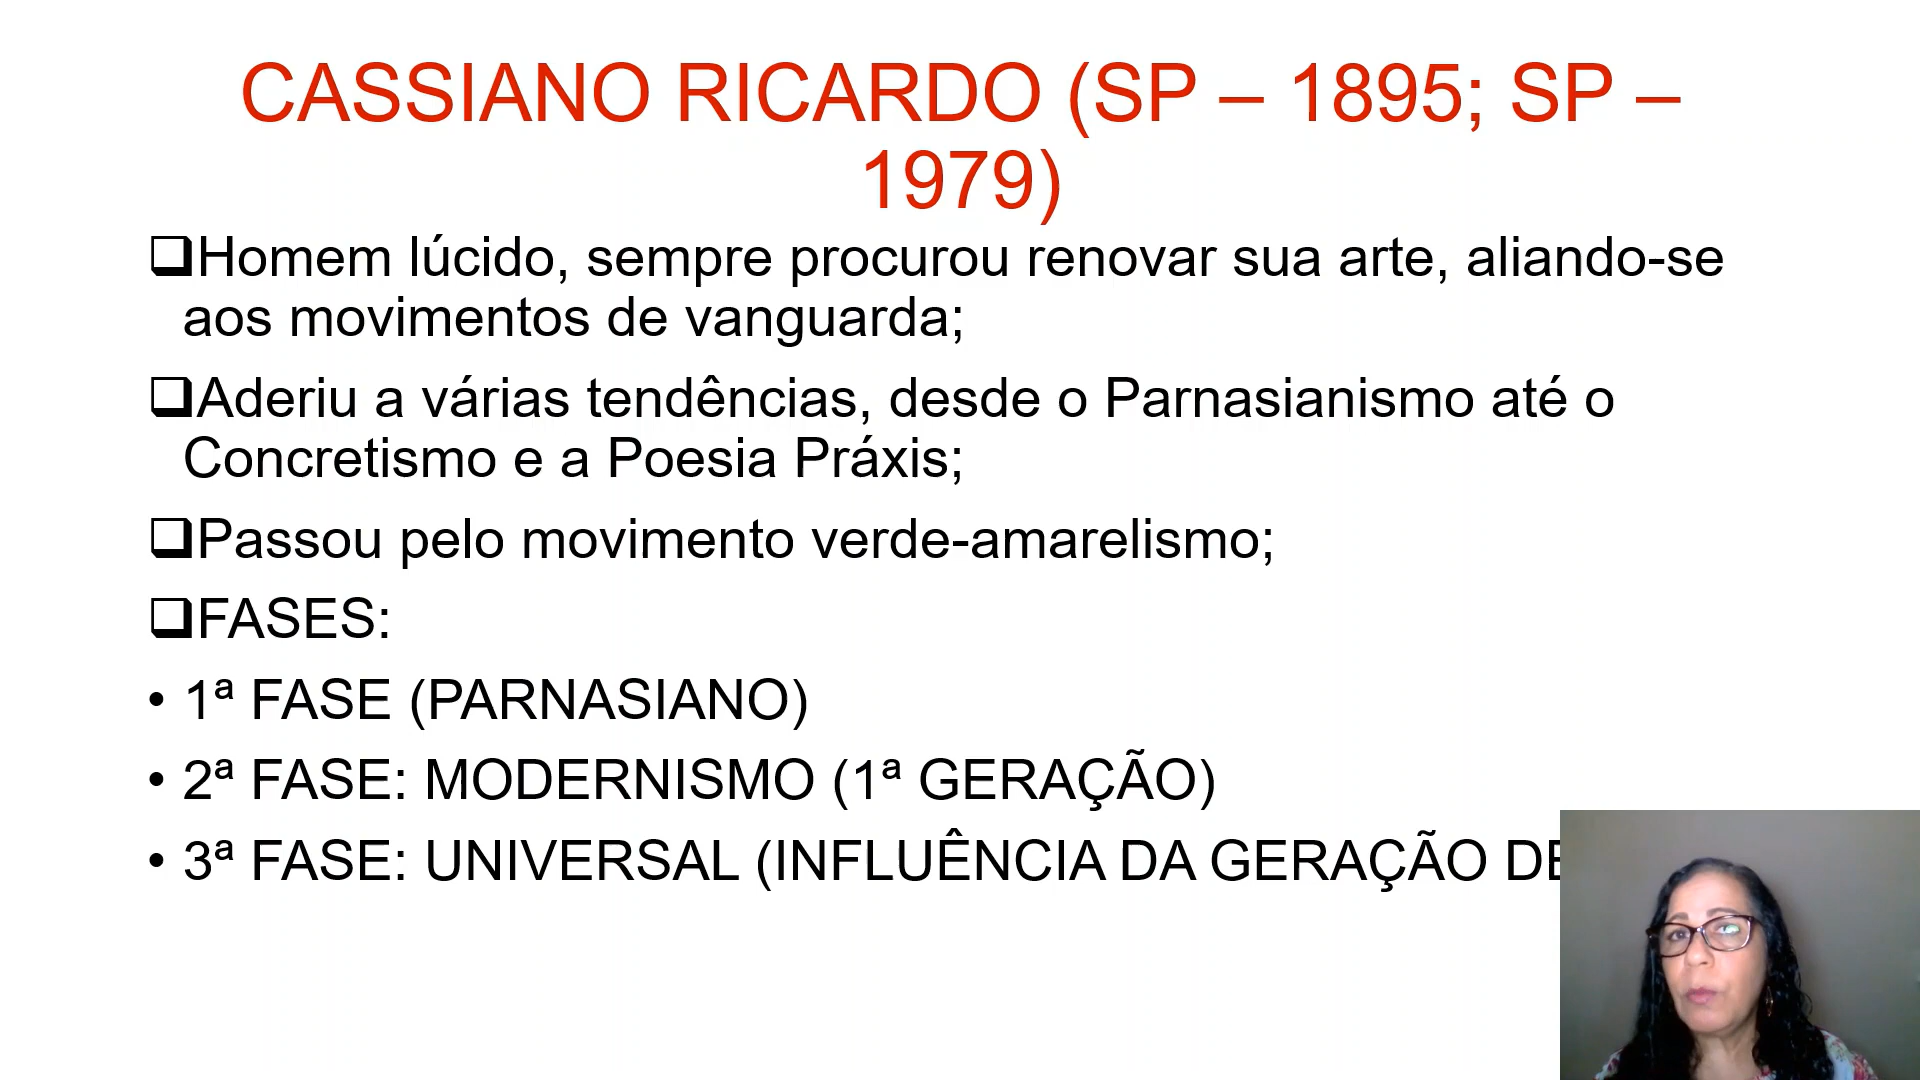 CASSIANO RICARDO (SP – 1895; SP –
1979)
❑Homem lúcido, sempre procurou renovar sua arte, aliando-se
aos movimentos de vanguarda;
❑Aderiu a várias tendências, desde o Parnasianismo até o
Concretismo e a Poesia Práxis;
❑Passou pelo movimento verde-amarelismo;
❑FASES:
• 1ª FASE (PARNASIANO)
• 2ª FASE: MODERNISMO (1ª GERAÇÃO)
• 3ª FASE: UNIVERSAL (INFLUÊNCIA DA GERAÇÃO DE